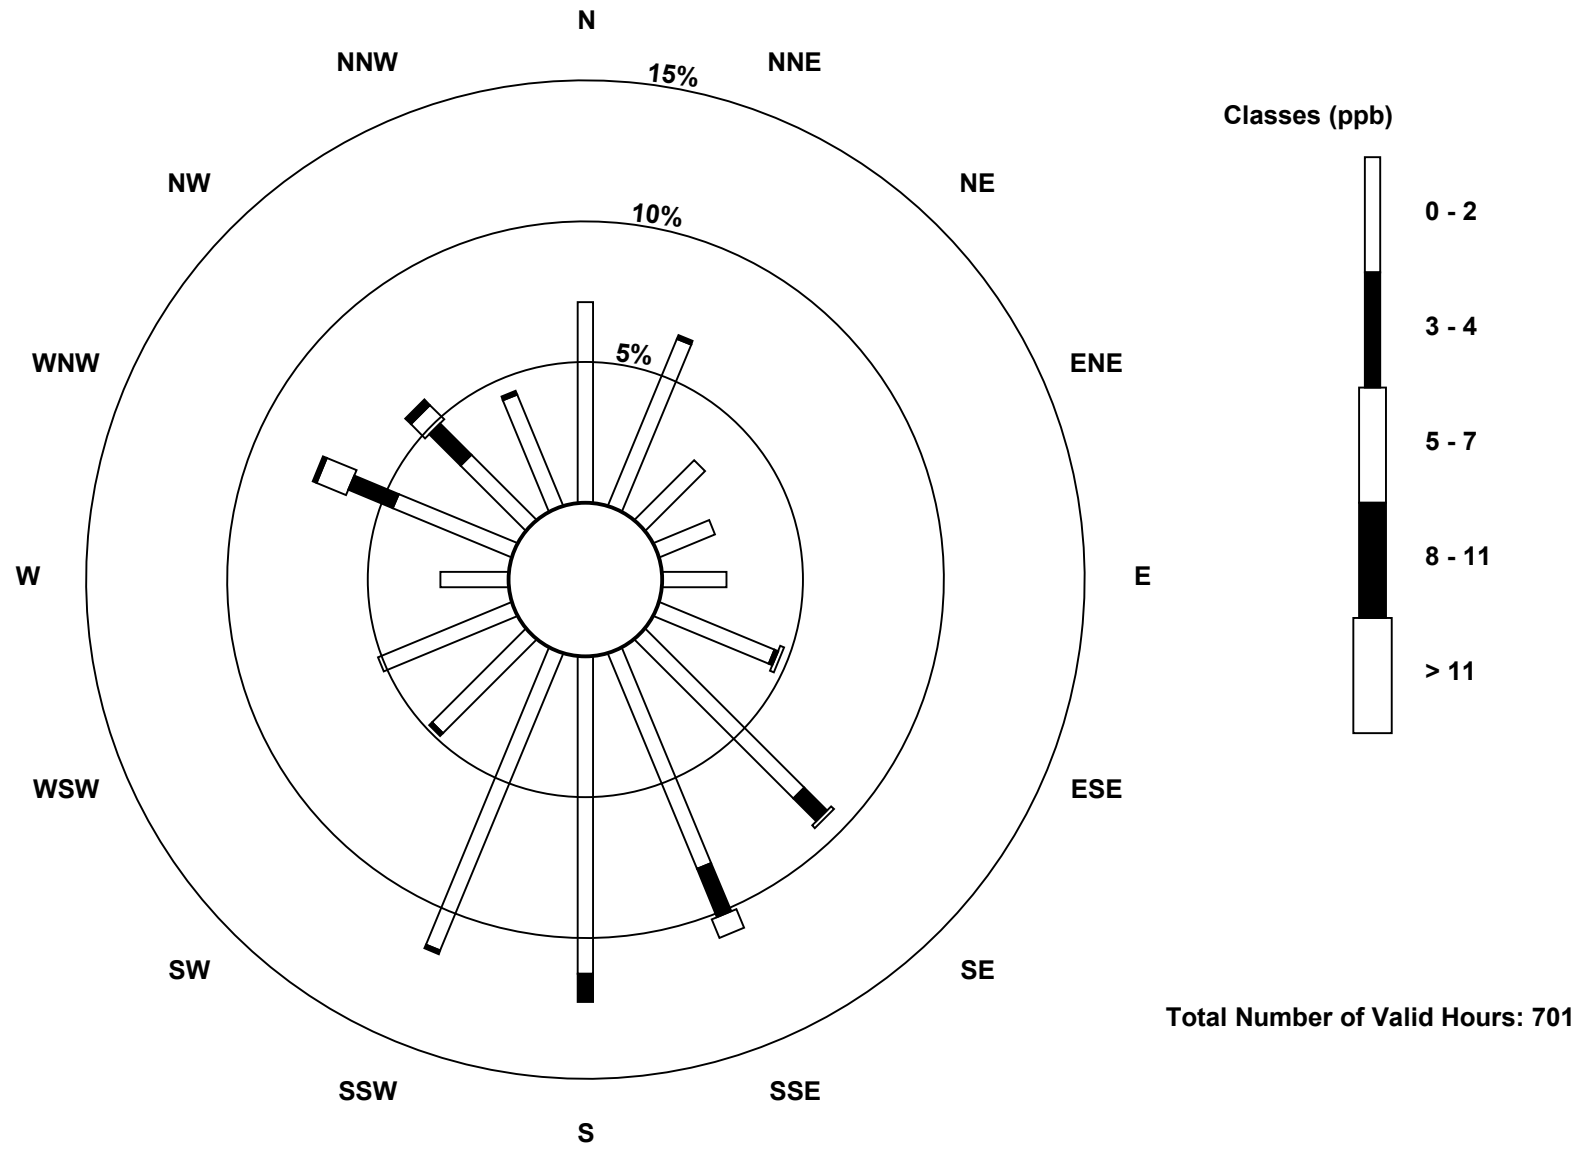 N
NNW
NNE
15%
Classes (ppb)
NW
NE
0 - 2
10%
3 - 4
5%
WNW
ENE
5 - 7
8 - 11
W
E
> 11
WSW
ESE
SW
SE
Total Number of Valid Hours: 701
SSW
SSE
S